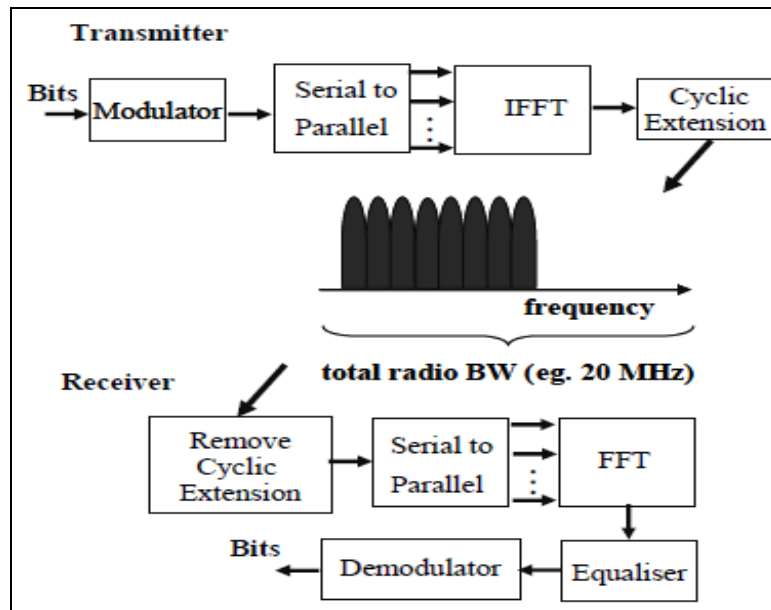 Transmitter
Bits
Modulator
Serial to
Parallel
IFFT
Cyclic
Extension
frequency
total radio BW (eg. 20 MHz)
Receiver
Remove
Cyclic
Extension
Serial to
Parallel
FFT
Bits
Demodulator
Equaliser